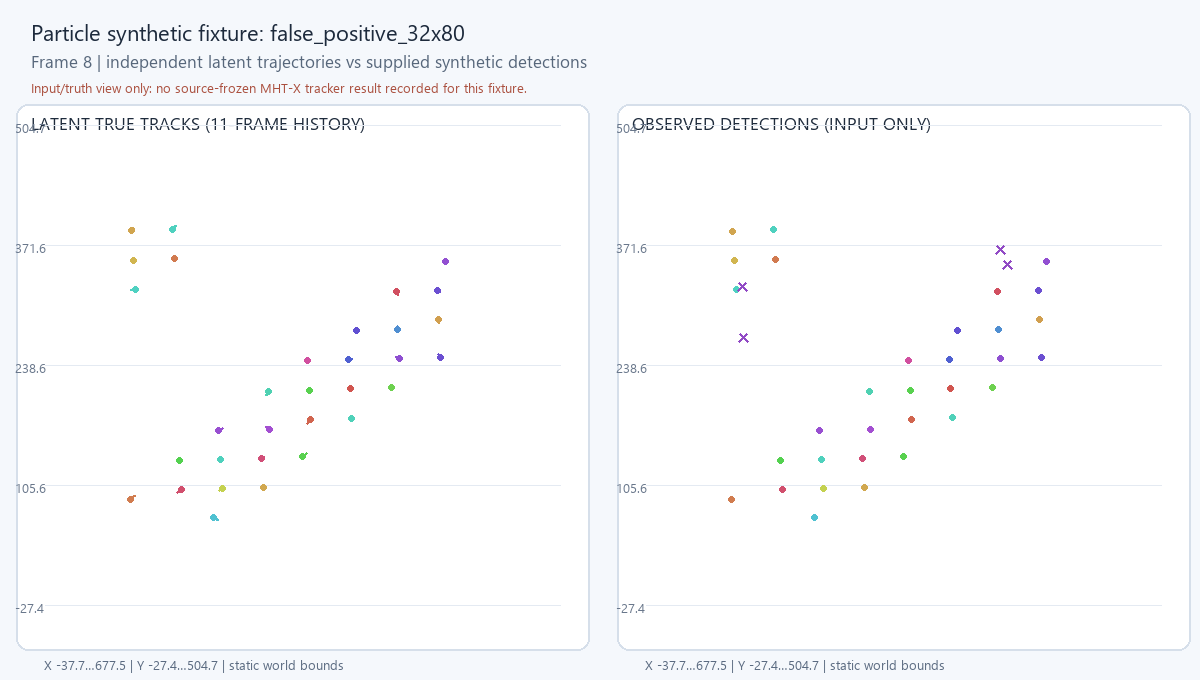 Particle synthetic fixture: false_positive_32x80
Frame 8 | independent latent trajectories vs supplied synthetic detections
Input/truth view only: no source-frozen MHT-X tracker result recorded for this fixture.
LATENT TRUE TRACKS (11-FRAME HISTORY)
504.7
371.6
238.6
105.6
-27.4
X -37.7...677.5 | Y -27.4...504.7 | static world bounds
OBSERVED DETECTIONS (INPUT ONLY)
504.7
371.6
238.6
105.6
-27.4
X -37.7...677.5 | Y -27.4...504.7 | static world bounds